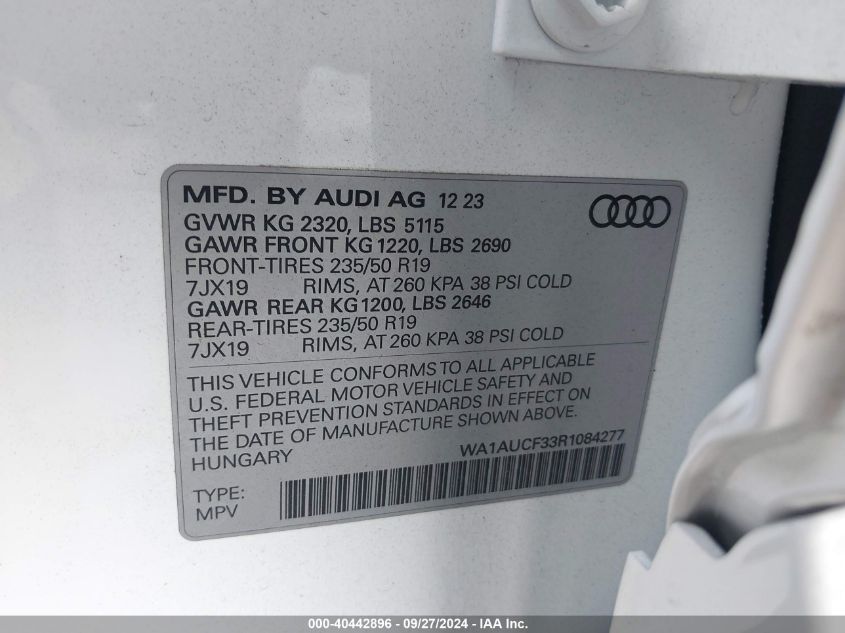 MFD. BY AUDI AG 12 23
GVWR KG 2320, LBS 5115
GAWR FRONT KG 1220, LBS 2690
FRONT-TIRES 235/50 R19
7JX19 RIMS, AT 260 KPA 38 PSI COLD
GAWR REAR KG 1200, LBS 2646
REAR-TIRES 235/50 R19
7JX19 RIMS, AT 260 KPA 38 PSI COLD
THIS VEHICLE CONFORMS TO ALL APPLICABLE
U.S. FEDERAL MOTOR VEHICLE SAFETY AND
THEFT PREVENTION STANDARDS IN EFFECT ON
THE DATE OF MANUFACTURE SHOWN ABOVE.
HUNGARY WA1AUCF33R1084277
TYPE:
MPV
000-40442896 - 09/27/2024 - IAA Inc.